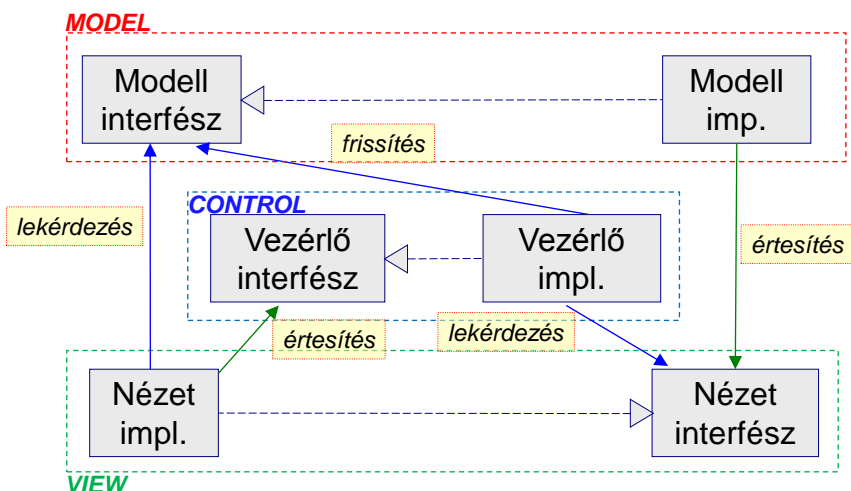 MODEL
Modell
interfész
Modell
imp.
frissítés
lekérdezés
CONTROL
Vezérlő
interfész
Vezérlő
impl.
értesítés
értesítés
lekérdezés
Nézet
impl.
Nézet
interfész
VIEW